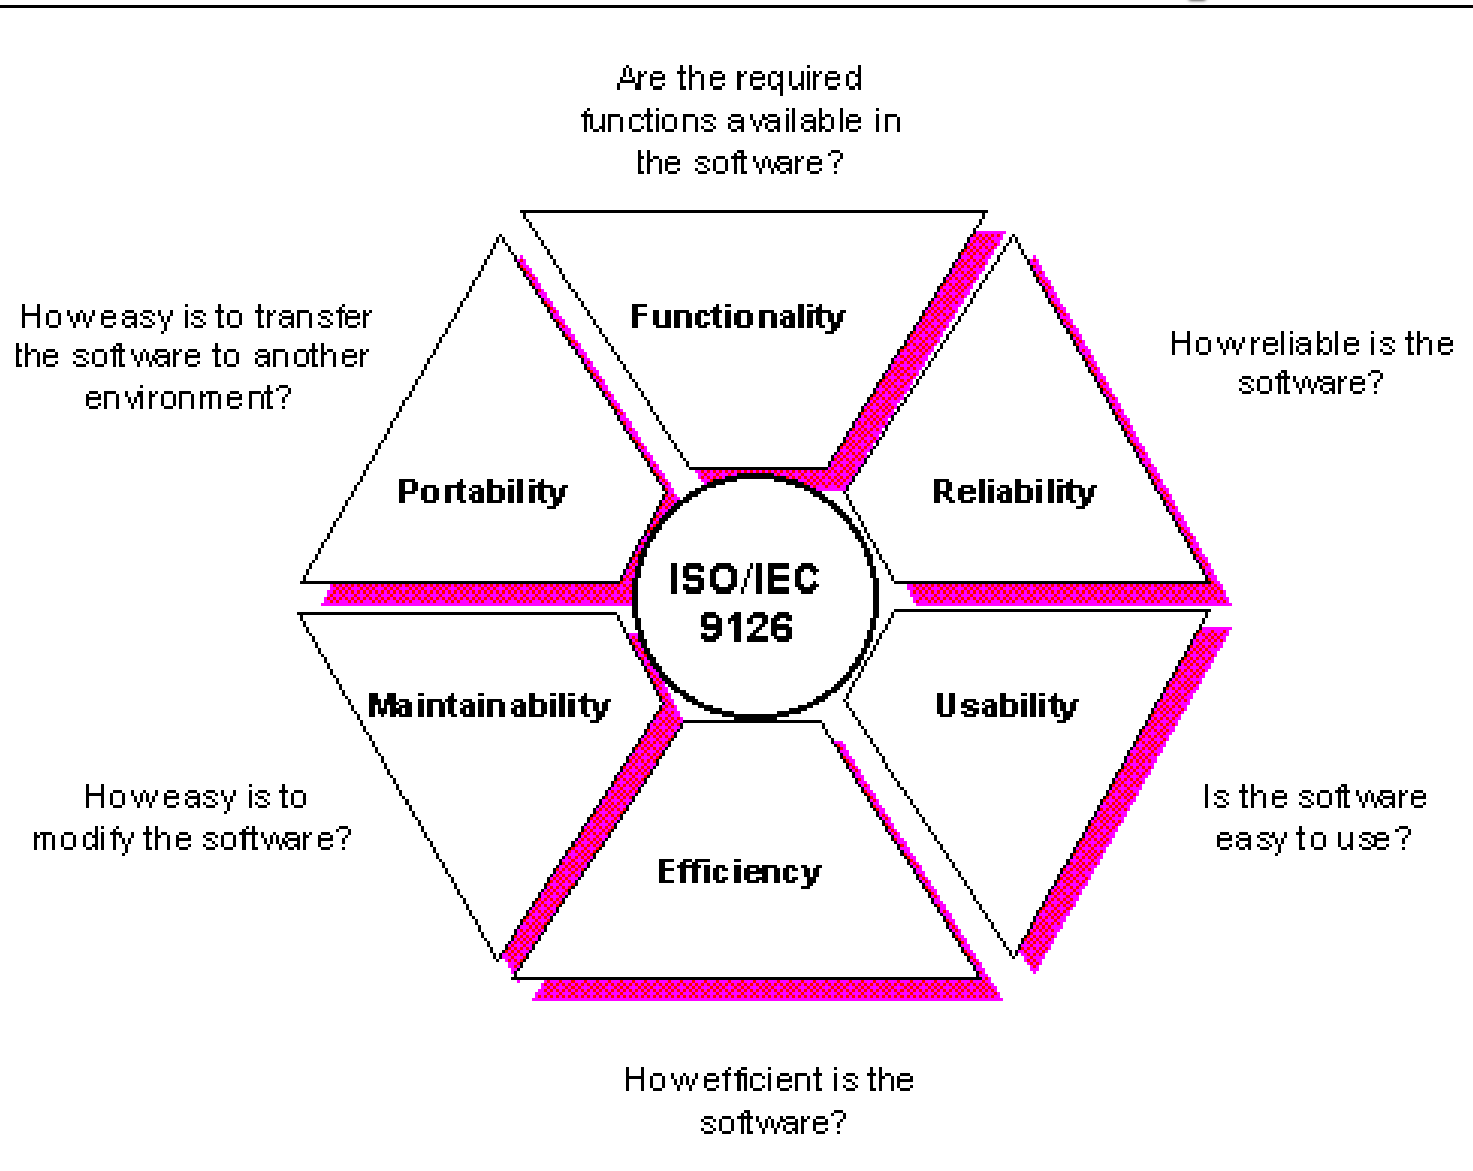 Are the required
functions available in
the software?
Functionality
How easy is to transfer
the software to another
environment?
How reliable is the
software?
Portability
Reliability
ISO/IEC
9126
Maintainability
Usability
How easy is to
modify the software?
Is the software
easy to use?
Efficiency
How efficient is the
software?